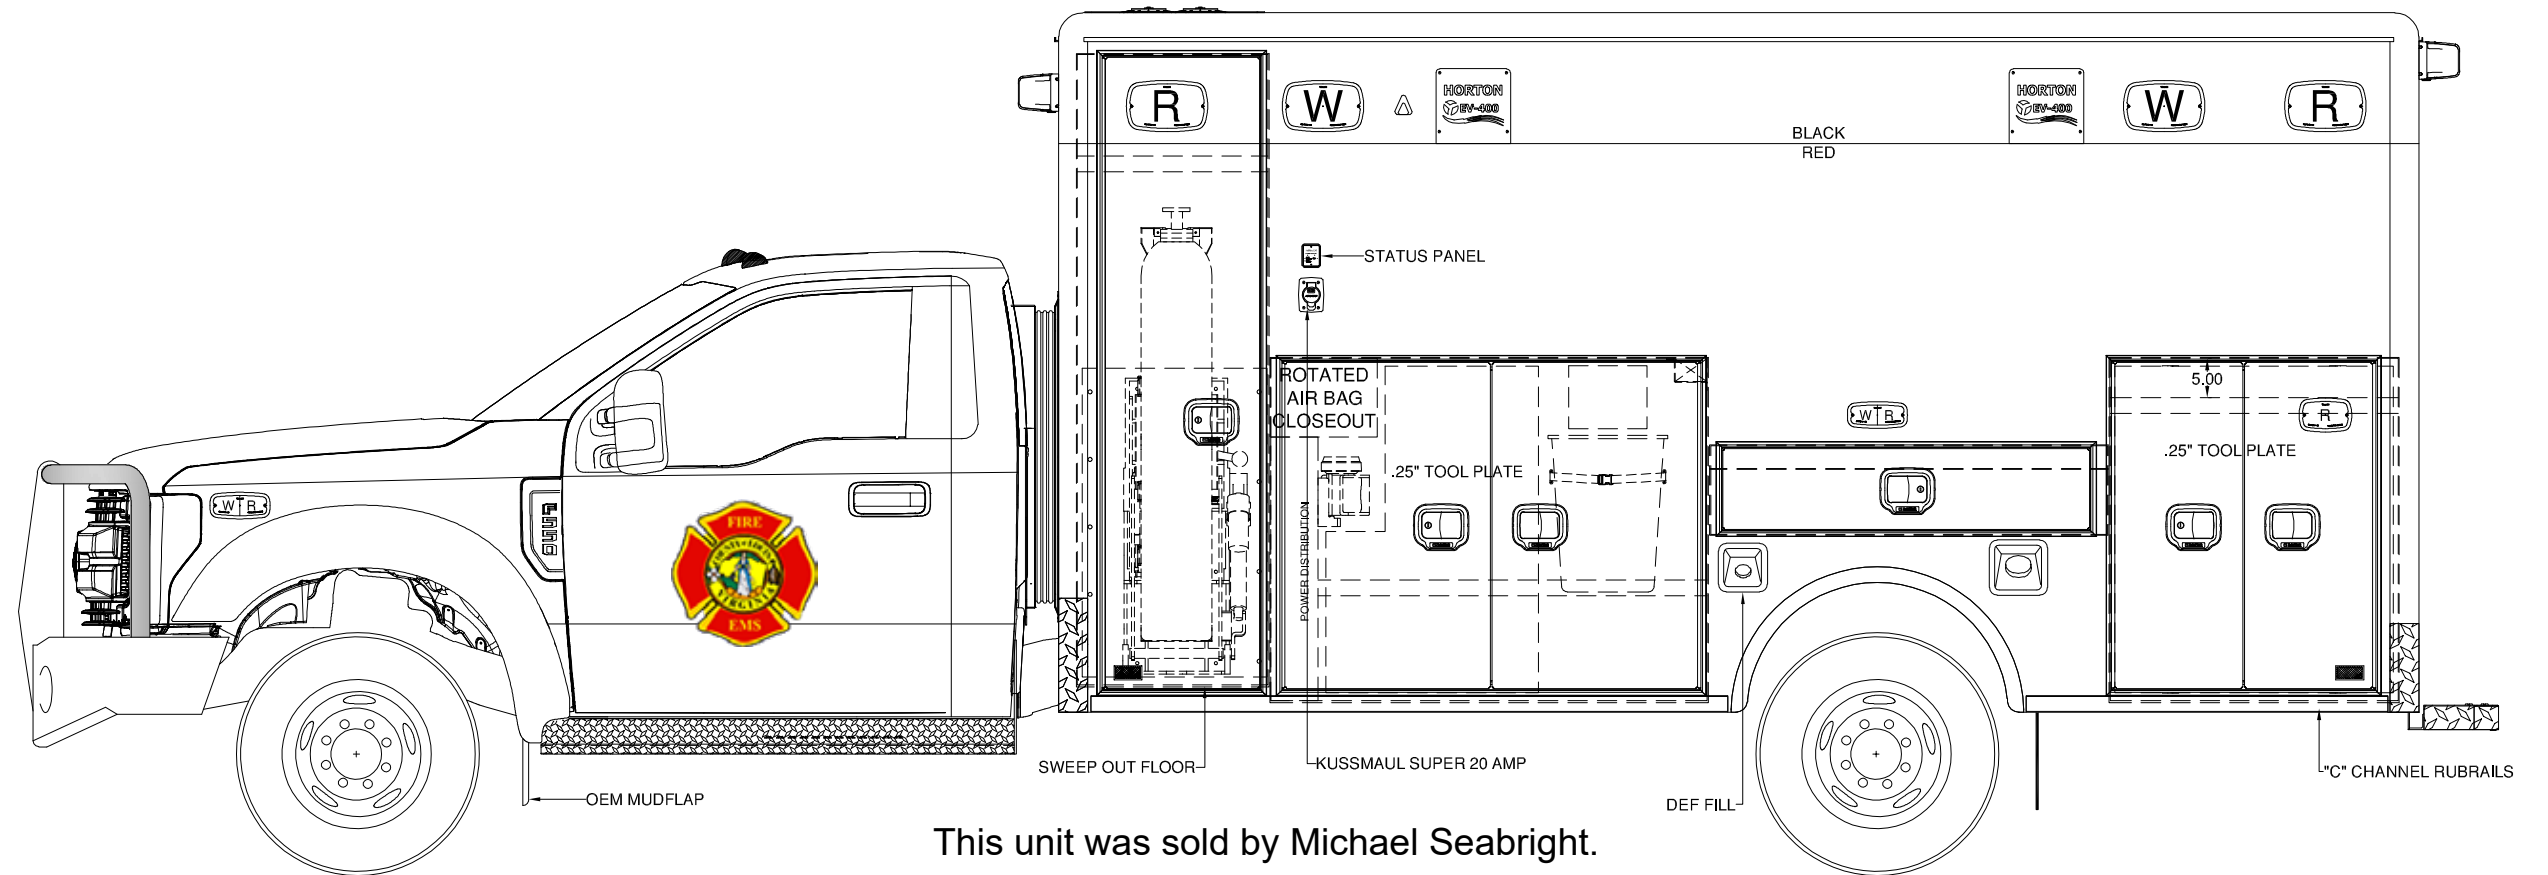 R
W
HORTON
EV-400
HORTON
EV-400
W
R
BLACK
RED
STATUS PANEL
ROTATED
AIR BAG
CLOSEOUT
5.00
W R
R
.25" TOOL PLATE
.25" TOOL PLATE
W R
F550
FIRE
VIRGINIA
EMS
POWER DISTRIBUTION
X
SWEEP OUT FLOOR
KUSSMAUL SUPER 20 AMP
"C" CHANNEL RUBRAILS
OEM MUDFLAP
DEF FILL
This unit was sold by Michael Seabright.